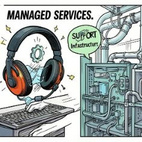 MANAGED SERVICES.
SUPPORT
Infrastructure